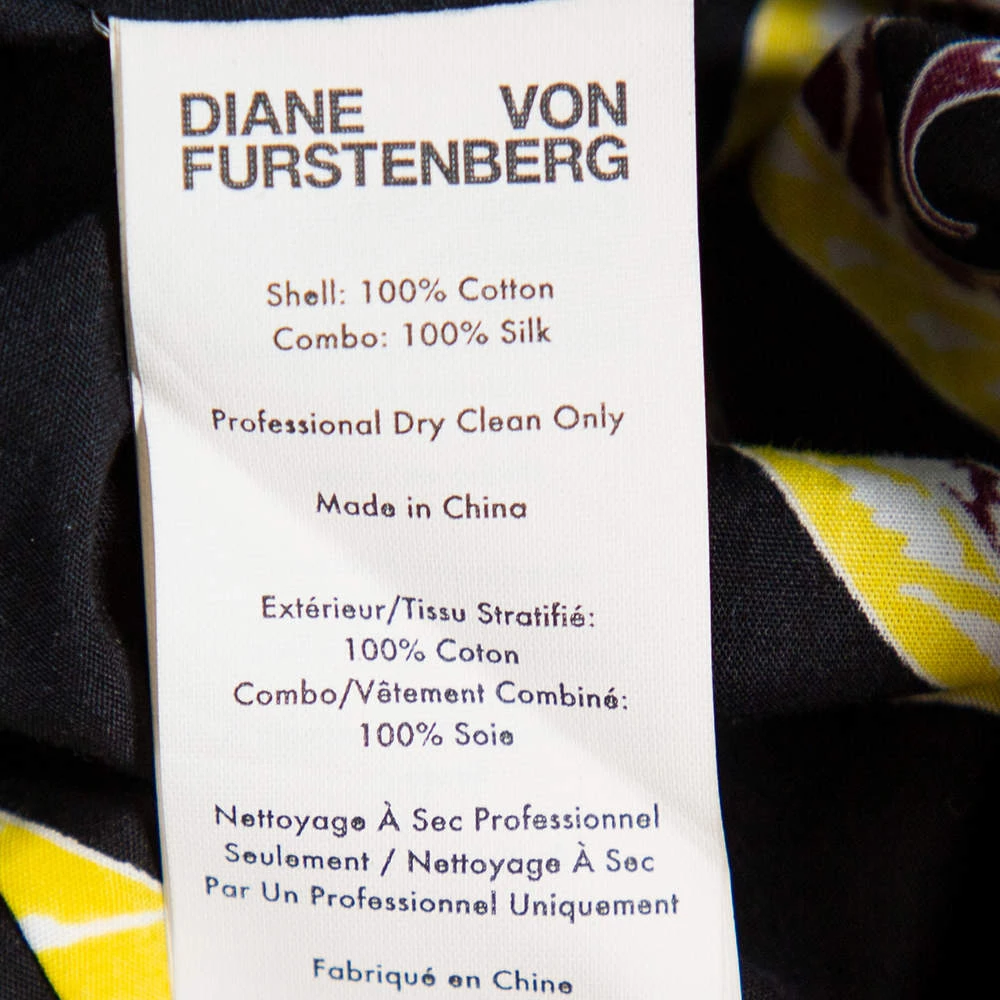 DIANE VON
FURSTENBERG
Shell: 100% Cotton
Combo: 100% Silk
Professional Dry Clean Only
Made in China
Extérieur/Tissu Stratifié:
100% Coton
Combo/Vêtement Combiné:
100% Soie
Nettoyage À Sec Professionnel
Seulement / Nettoyage À Sec
Par Un Professionnel Uniquement
Fabriqué en Chine